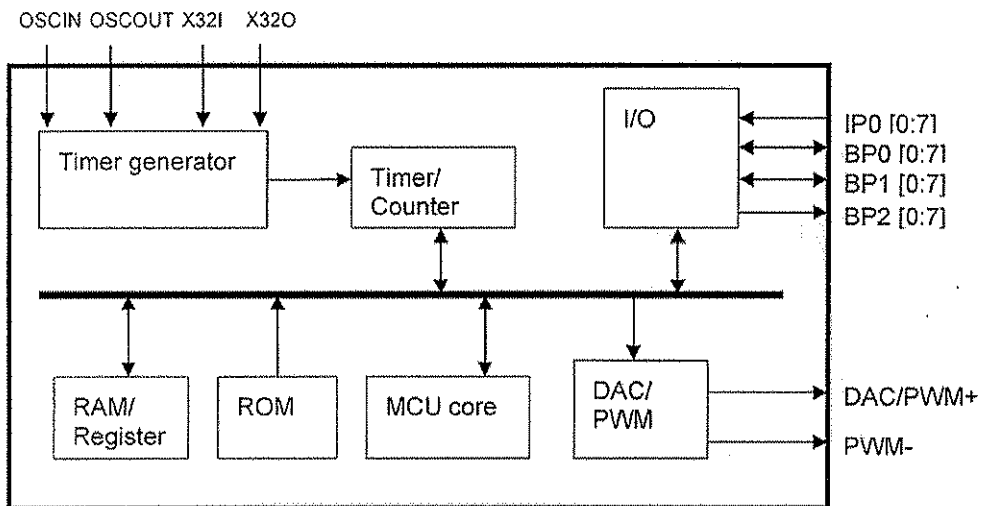 OSCIN OSCOUT X32I X32O
Timer generator
Timer/
Counter
I/O
IP0 [0:7]
BP0 [0:7]
BP1 [0:7]
BP2 [0:7]
RAM/
Register
ROM
MCU core
DAC/
PWM
DAC/PWM+
PWM-